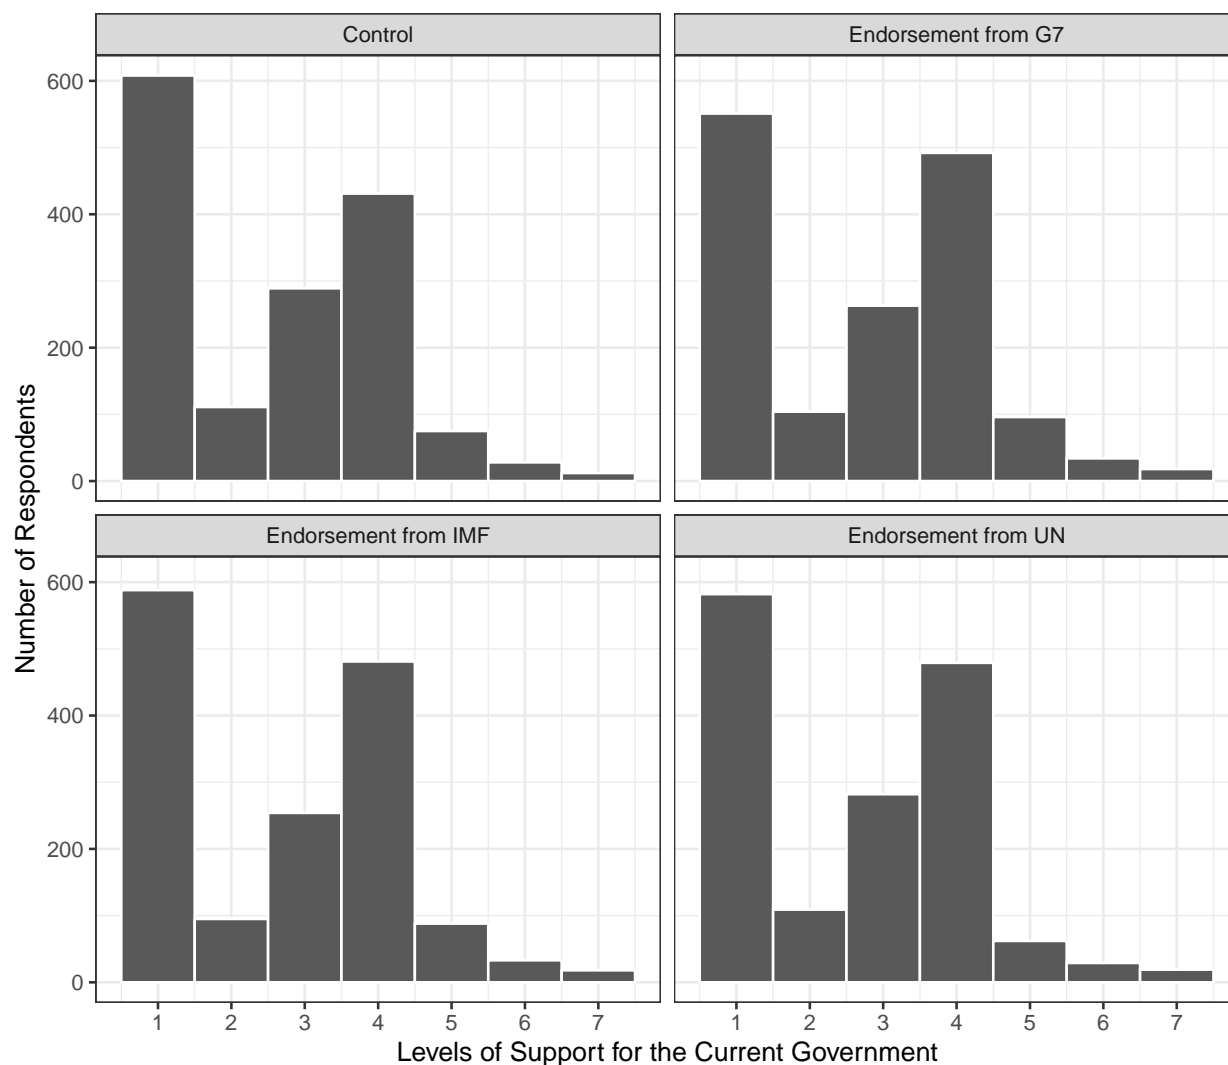 Control
Endorsement from G7
600
400
200
0
Endorsement from IMF
Endorsement from UN
600
400
200
0
Number of Respondents
1 2 3 4 5 6 7
1 2 3 4 5 6 7
Levels of Support for the Current Government